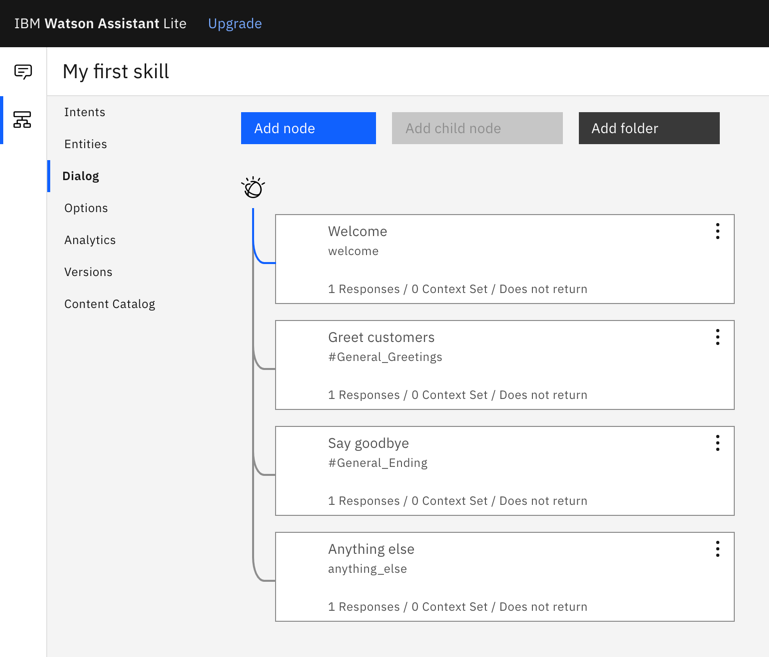 IBM Watson Assistant Lite Upgrade
My first skill
Intents
Entities
Dialog
Options
Analytics
Versions
Content Catalog
Add node
Add child node
Add folder
Welcome
welcome
1 Responses / 0 Context Set / Does not return
Greet customers
#General_Greetings
1 Responses / 0 Context Set / Does not return
Say goodbye
#General_Ending
1 Responses / 0 Context Set / Does not return
Anything else
anything_else
1 Responses / 0 Context Set / Does not return